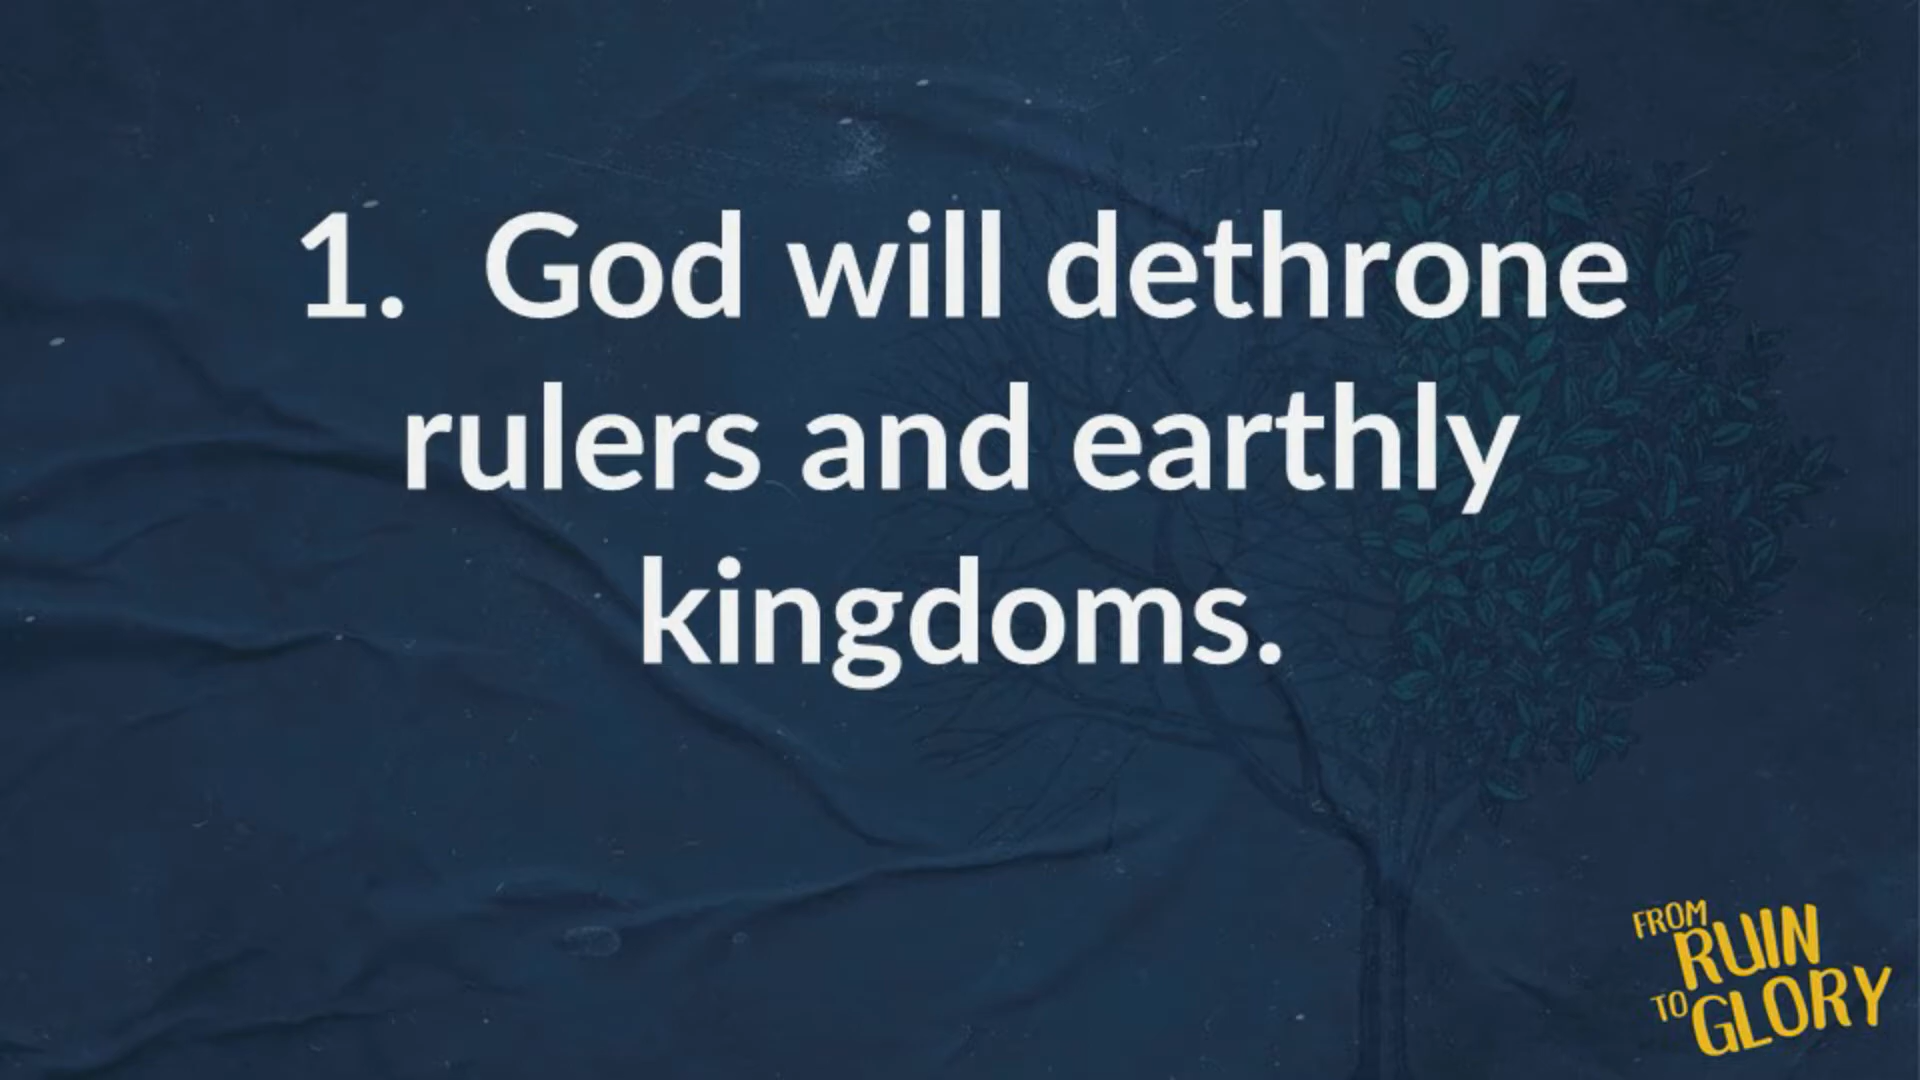 1. God will dethrone
rulers and earthly
kingdoms.
FROM
RUIN
TO
GLORY